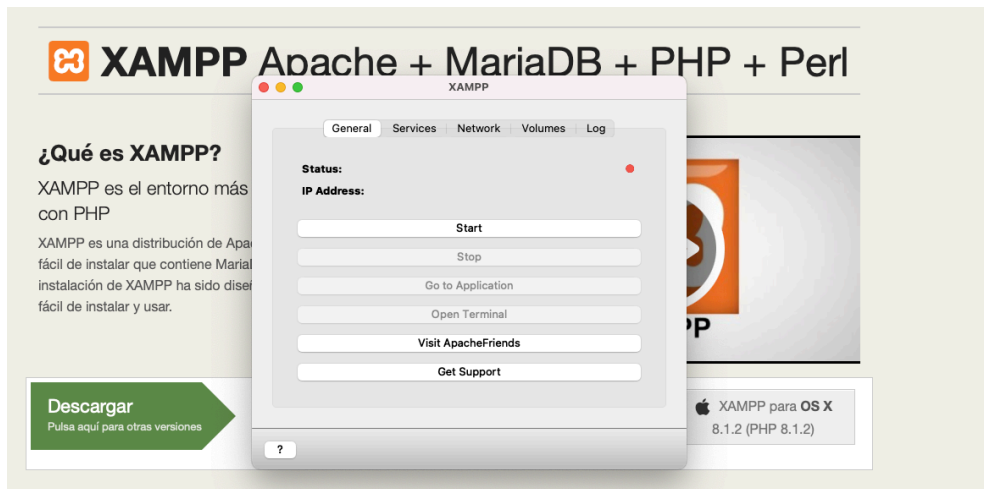 XAMPP Apache + MariaDB + PHP + Perl
XAMPP
General Services Network Volumes Log
Status:
IP Address:
Start
Stop
Go to Application
Open Terminal
Visit ApacheFriends
Get Support
?
¿Qué es XAMPP?
XAMPP es el entorno más
con PHP
XAMPP es una distribución de
fácil de instalar que contiene
instalación de XAMPP ha sido
fácil de instalar y usar.
PP
Descargar
Pulsa aquí para otras versiones
XAMPP para OS X
8.1.2 (PHP 8.1.2)